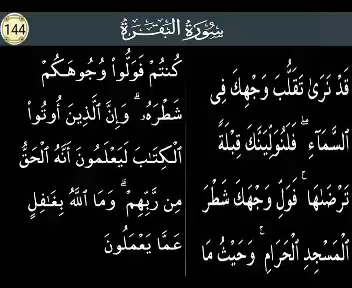 144
سُورَةُ الْبَقَرَةِ
قَدْ نَرَىٰ تَقَلُّبَ وَجْهِكَ فِى
السَّمَآءِ ۖ فَلَنُوَلِّيَنَّكَ قِبْلَةً
تَرْضَىٰهَا ۚ فَوَلِّ وَجْهَكَ شَطْرَ
الْمَسْجِدِ الْحَرَامِ ۚ وَحَيْثُ مَا
كُنتُمْ فَوَلُّوا۟ وُجُوهَكُمْ
شَطْرَهُۥ ۗ وَإِنَّ الَّذِينَ أُوتُوا۟
الْكِتَٰبَ لَيَعْلَمُونَ أَنَّهُ الْحَقُّ
مِن رَّبِّهِمْ ۗ وَمَا اللَّهُ بِغَٰفِلٍ
عَمَّا يَعْمَلُونَ